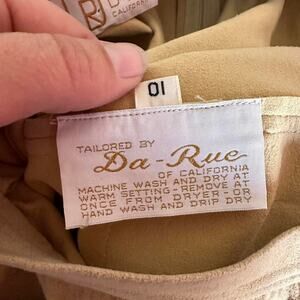 CALIFORNIA
01
TAILORED BY
Da-Rue
OF CALIFORNIA
MACHINE WASH AND DRY AT
WARM SETTING-REMOVE AT
ONCE FROM DRYER-OR
HAND WASH AND DRIP DRY